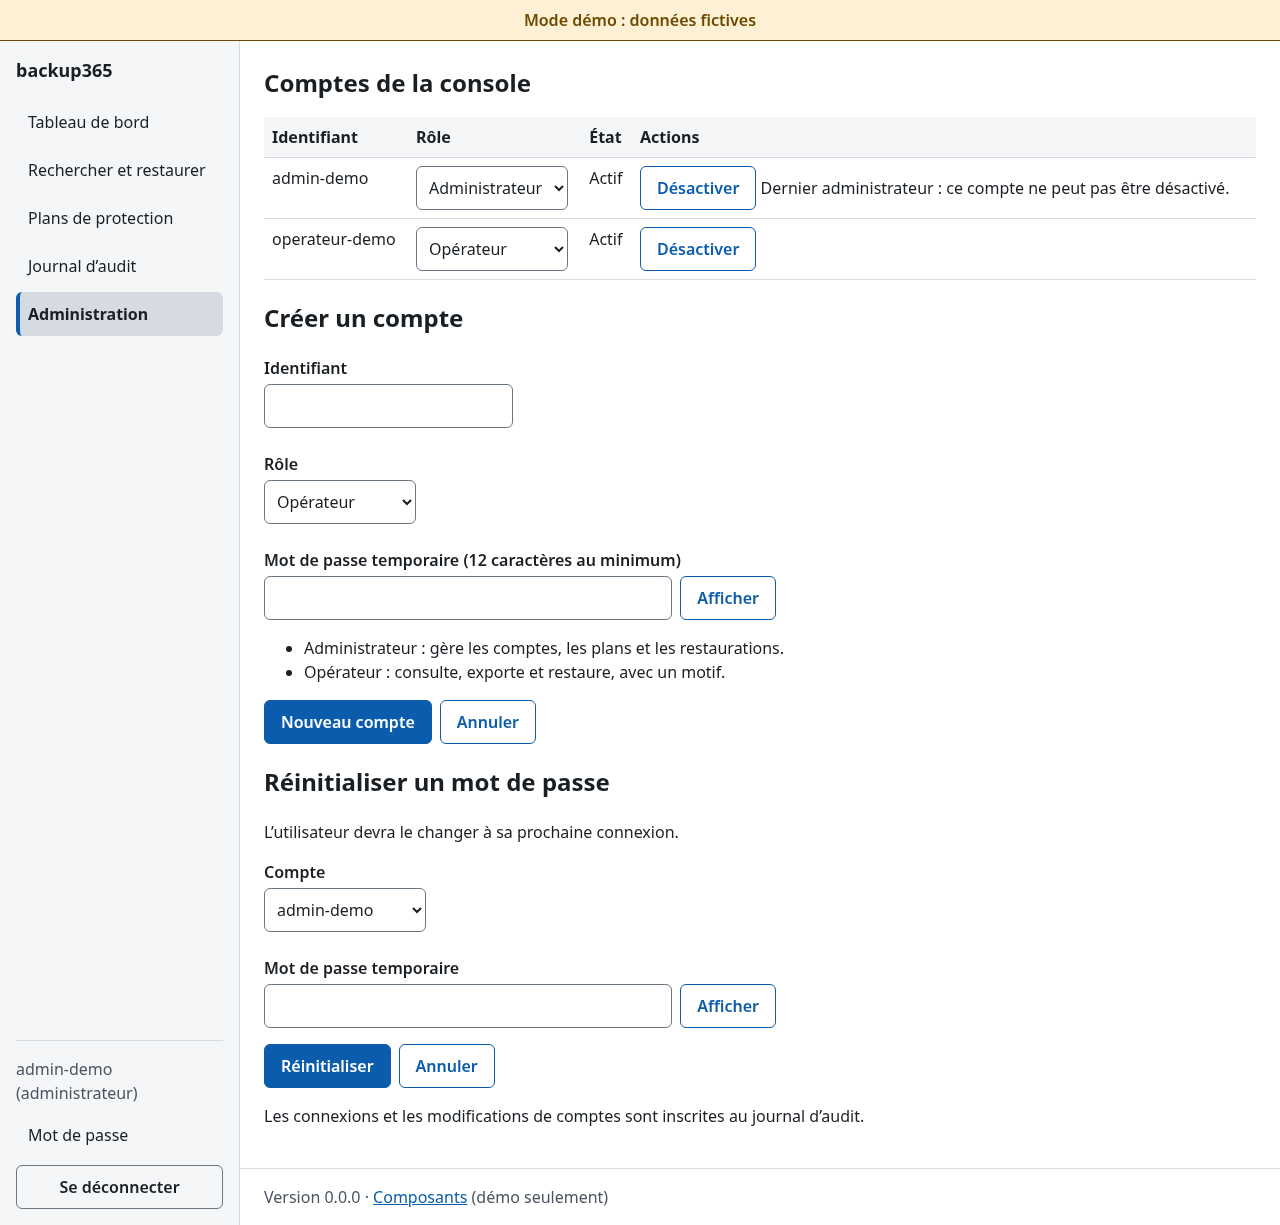 Mode démo : données fictives
backup365
Tableau de bord
Rechercher et restaurer
Plans de protection
Journal d’audit
Administration
admin-demo
(administrateur)
Mot de passe
Se déconnecter
Comptes de la console
Identifiant Rôle État Actions
admin-demo Administrateur Actif Désactiver Dernier administrateur : ce compte ne peut pas être désactivé.
operateur-demo Opérateur Actif Désactiver
Créer un compte
Identifiant
Rôle
Opérateur
Mot de passe temporaire (12 caractères au minimum)
Afficher
Administrateur : gère les comptes, les plans et les restaurations.
Opérateur : consulte, exporte et restaure, avec un motif.
Nouveau compte Annuler
Réinitialiser un mot de passe
L’utilisateur devra le changer à sa prochaine connexion.
Compte
admin-demo
Mot de passe temporaire
Afficher
Réinitialiser Annuler
Les connexions et les modifications de comptes sont inscrites au journal d’audit.
Version 0.0.0 · Composants (démo seulement)